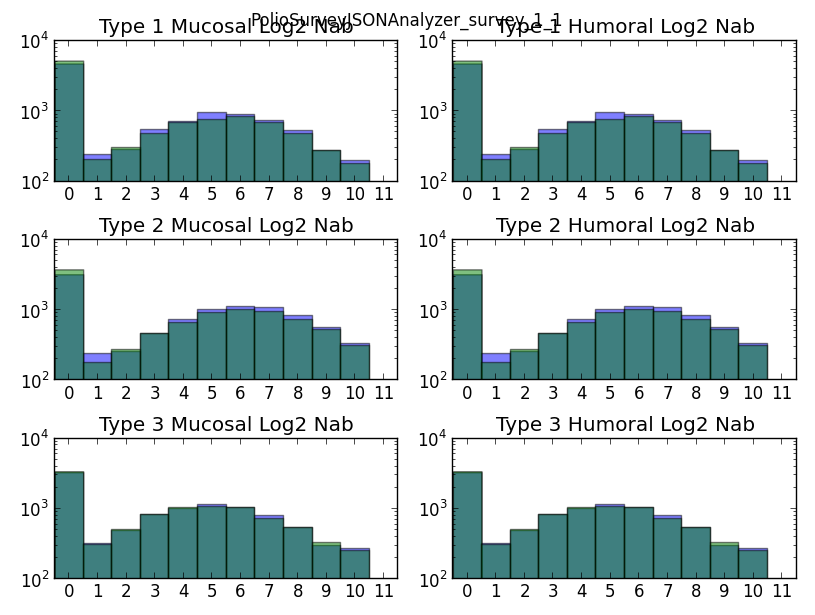 PolioSurveyJSONAnalyzer_survey_1_1
Type 1 Mucosal Log2 Nab
Type 1 Humoral Log2 Nab
10^4
10^3
10^2
0 1 2 3 4 5 6 7 8 9 10 11
10^4
10^3
10^2
0 1 2 3 4 5 6 7 8 9 10 11
Type 2 Mucosal Log2 Nab
Type 2 Humoral Log2 Nab
10^4
10^3
10^2
0 1 2 3 4 5 6 7 8 9 10 11
10^4
10^3
10^2
0 1 2 3 4 5 6 7 8 9 10 11
Type 3 Mucosal Log2 Nab
Type 3 Humoral Log2 Nab
10^4
10^3
10^2
0 1 2 3 4 5 6 7 8 9 10 11
10^4
10^3
10^2
0 1 2 3 4 5 6 7 8 9 10 11